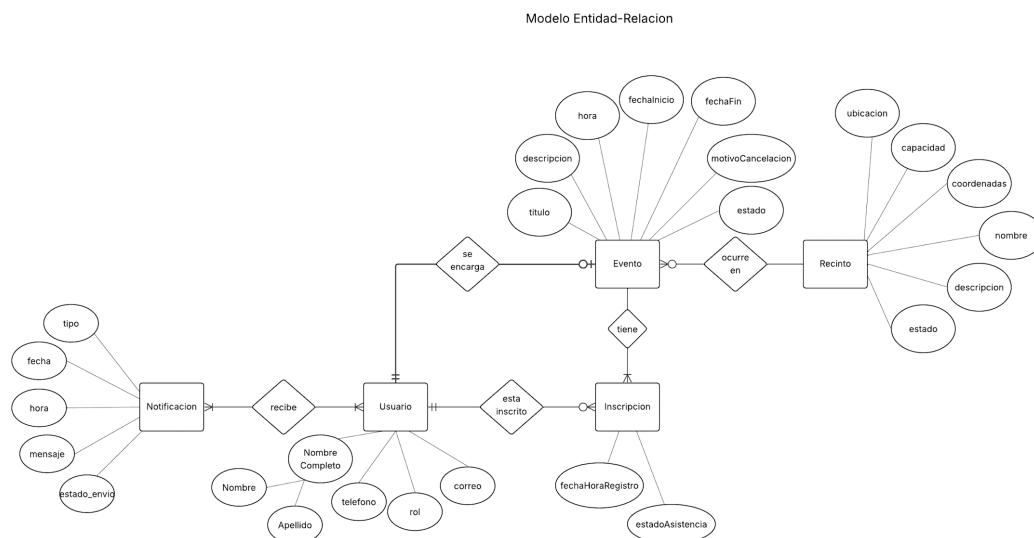 Modelo Entidad-Relacion
fechaInicio
fechaFin
hora
ubicacion
descripcion
motivoCancelacion
capacidad
coordenadas
titulo
estado
nombre
se
encarga
Evento
ocurre
en
Recinto
descripcion
estado
tipo
tiene
fecha
hora
Notificacion
recibe
Usuario
esta
inscrito
Inscripcion
mensaje
Nombre
Completo
estado_envio
Nombre
telefono
correo
fechaHoraRegistro
rol
Apellido
estadoAsistencia